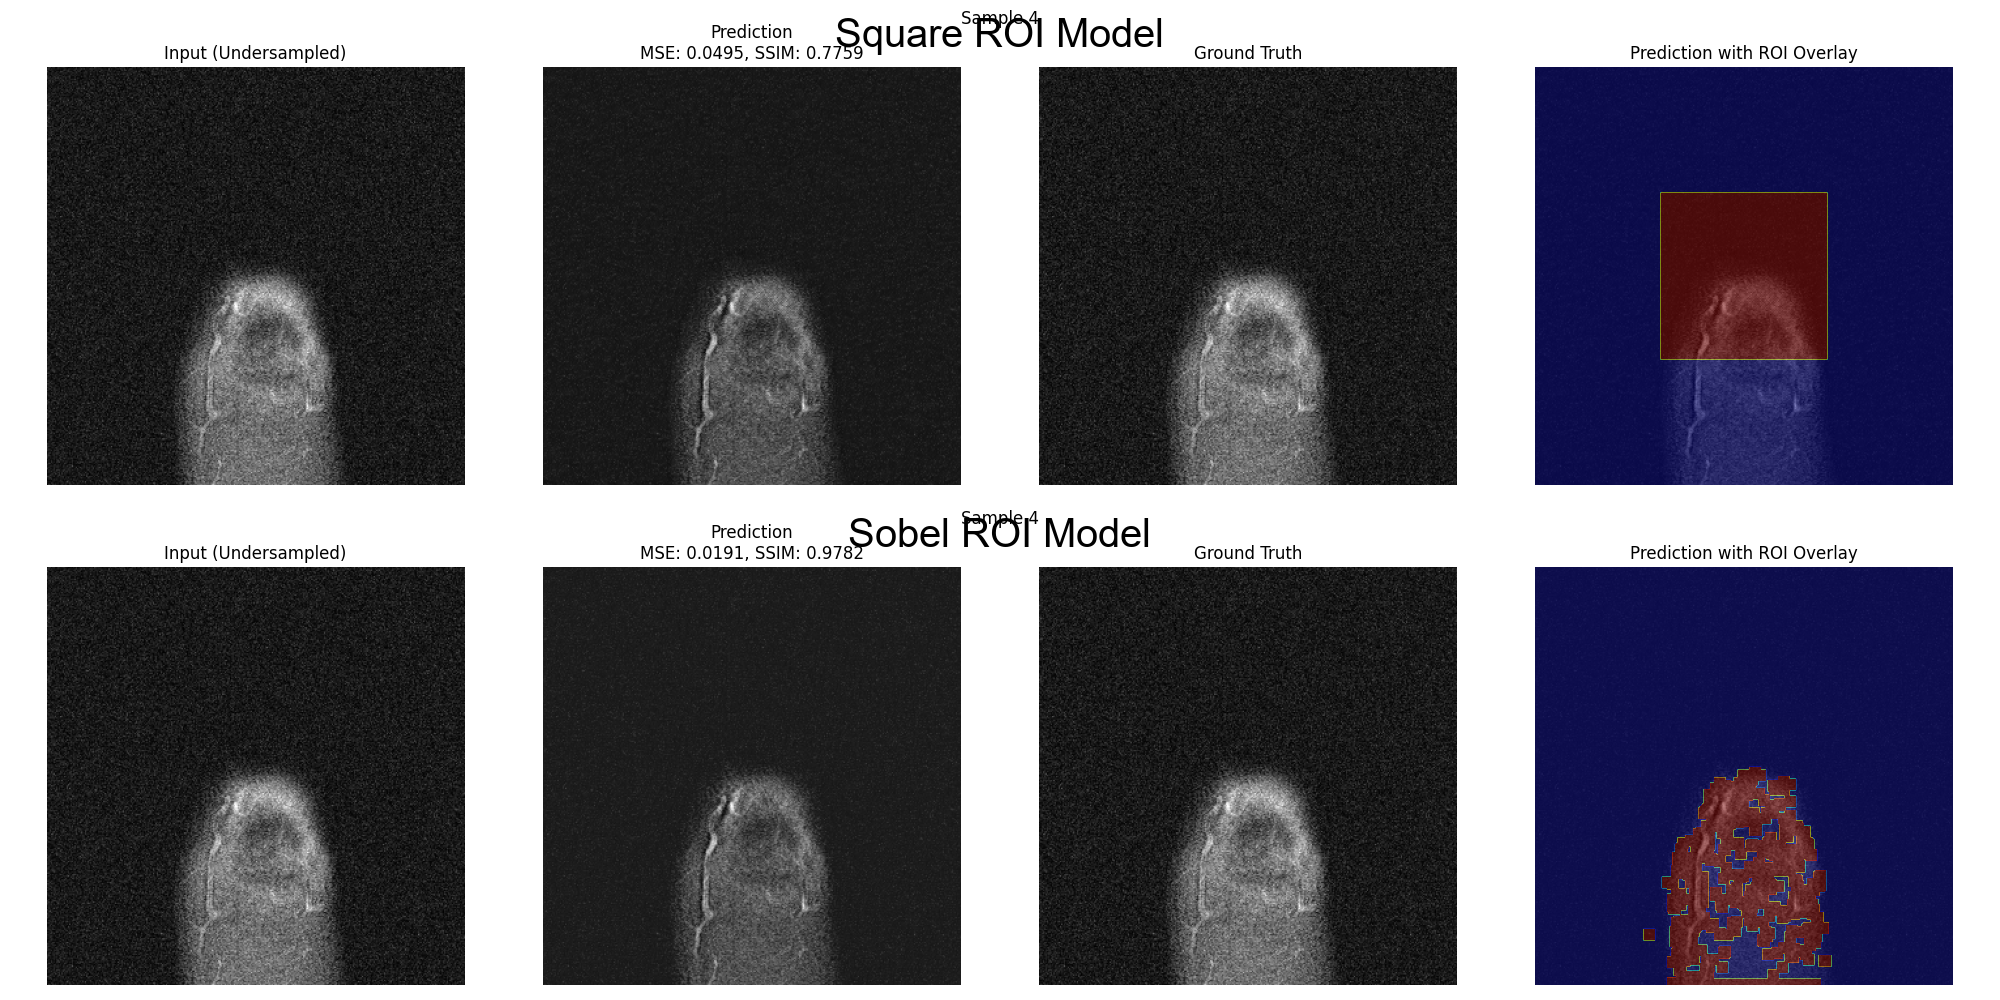 Sample 4
Square ROI Model
Input (Undersampled)
Prediction
MSE: 0.0495, SSIM: 0.7759
Ground Truth
Prediction with ROI Overlay
Sample 4
Sobel ROI Model
Input (Undersampled)
Prediction
MSE: 0.0191, SSIM: 0.9782
Ground Truth
Prediction with ROI Overlay